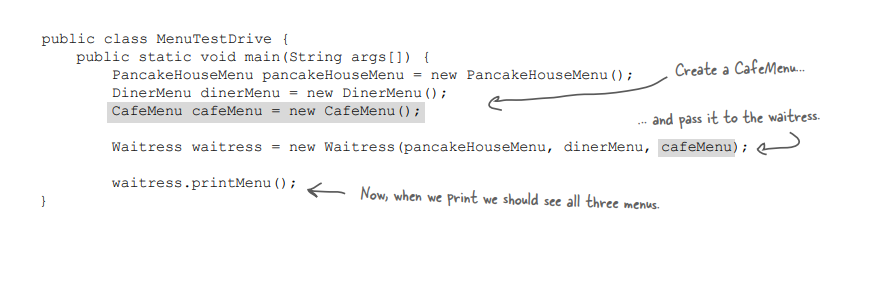 public class MenuTestDrive {
public static void main(String args[]) {
PancakeHouseMenu pancakeHouseMenu = new PancakeHouseMenu();
DinerMenu dinerMenu = new DinerMenu();
CafeMenu cafeMenu = new CafeMenu();
Create a CafeMenu...
... and pass it to the waitress.
Waitress waitress = new Waitress(pancakeHouseMenu, dinerMenu, cafeMenu);
waitress.printMenu();
Now, when we print we should see all three menus.
}